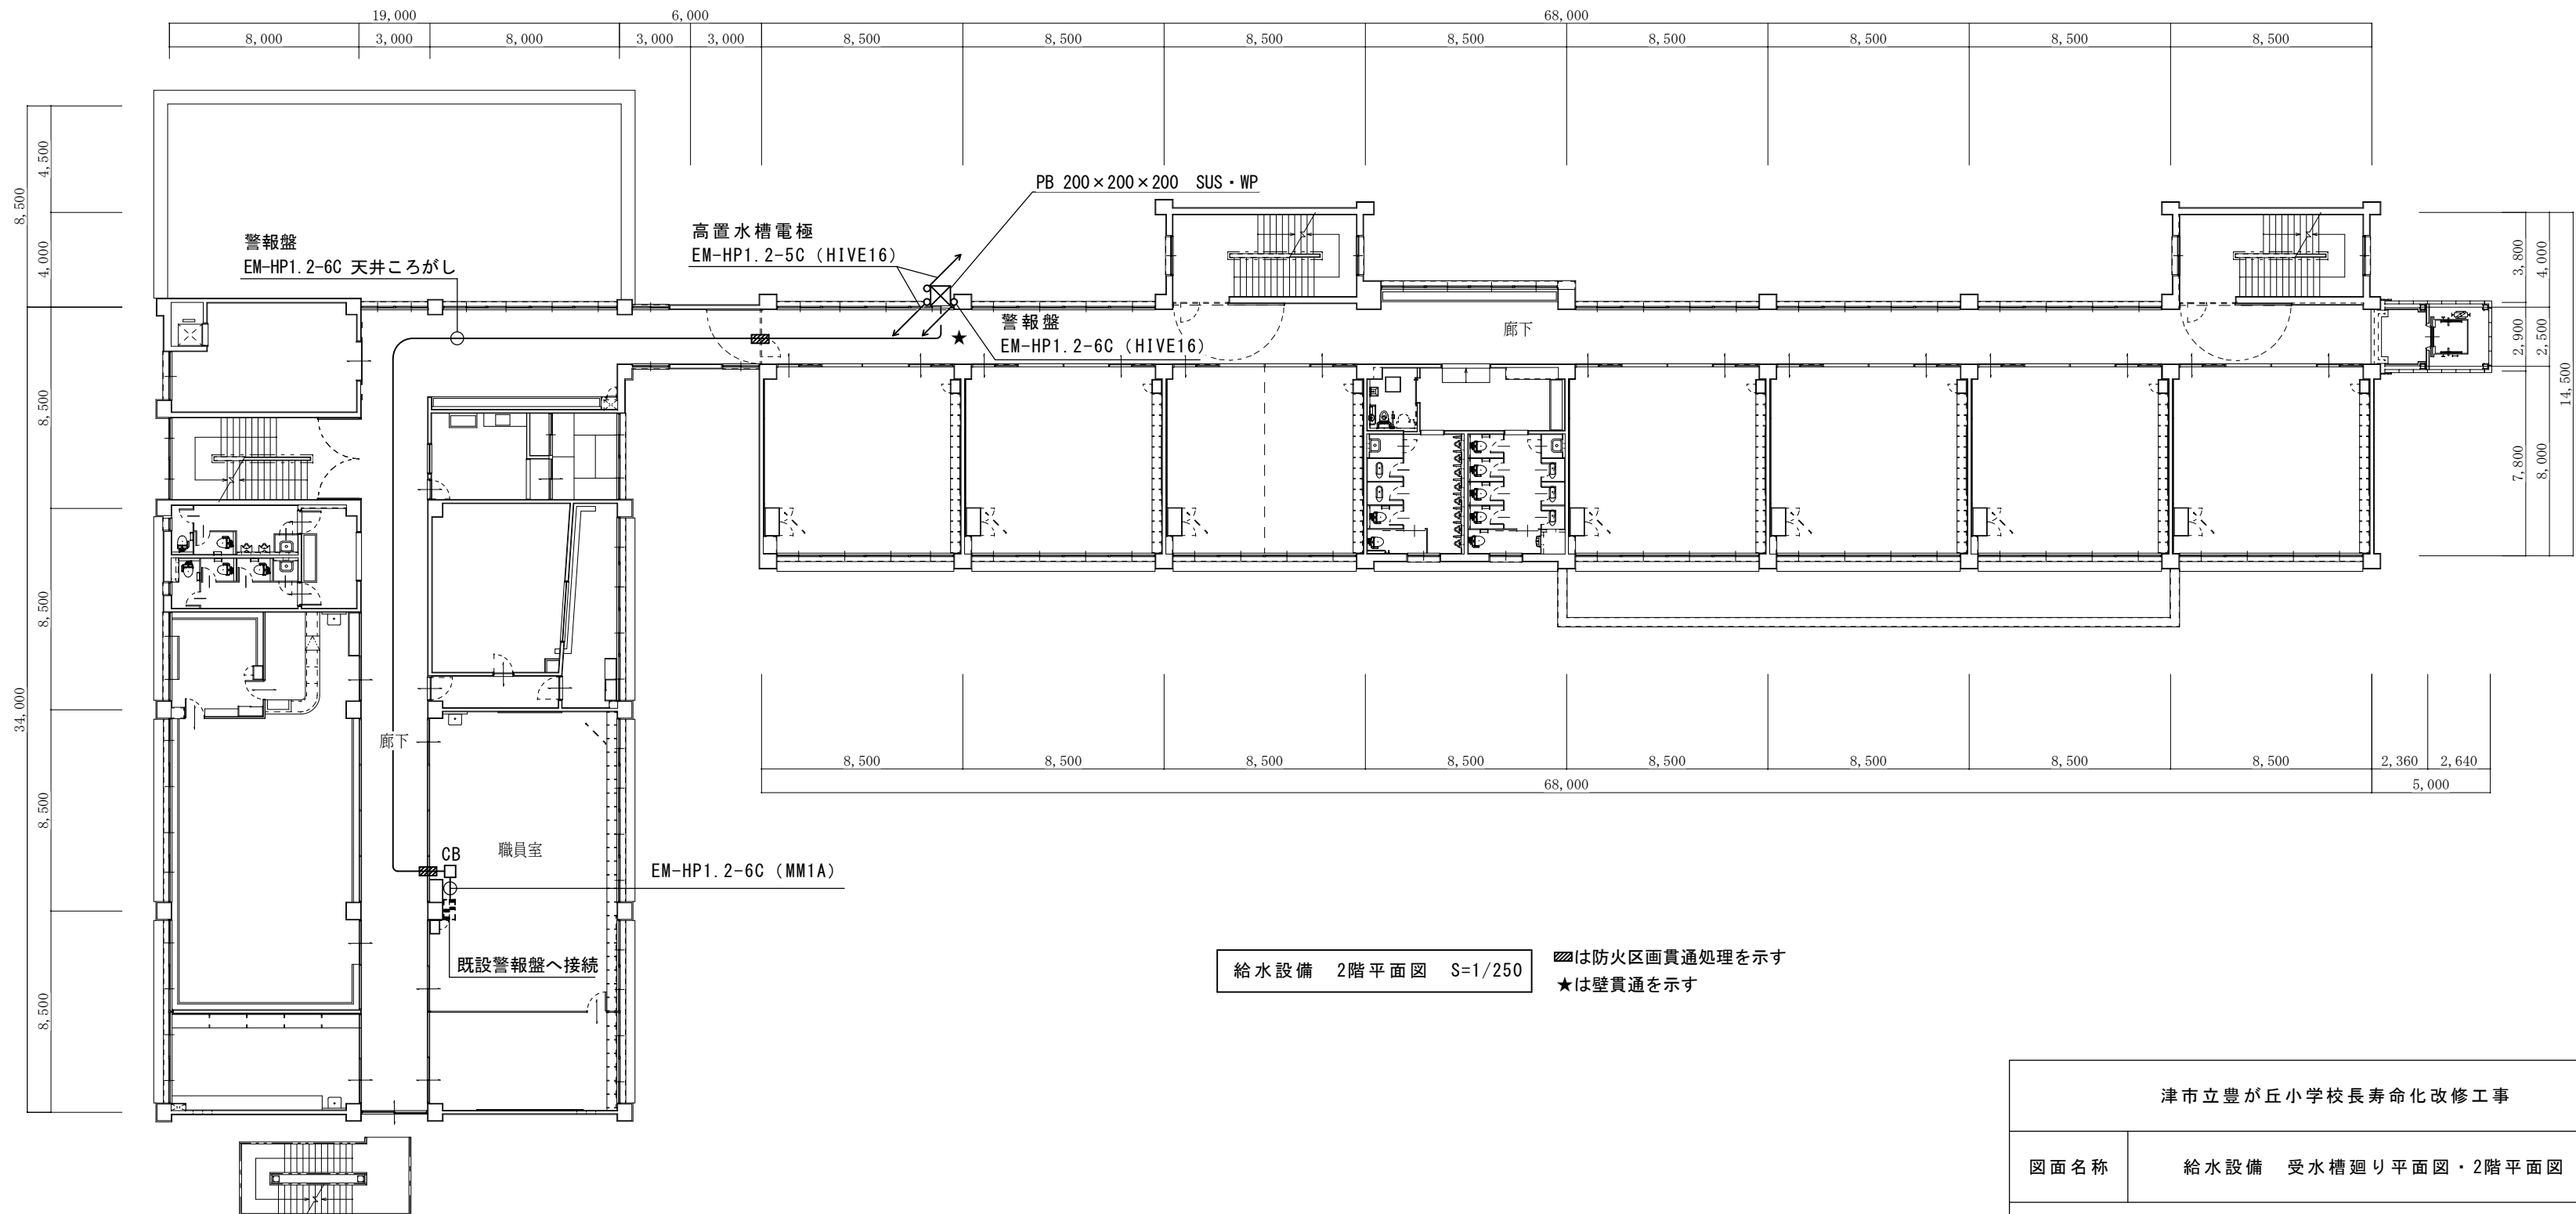 19,000
6,000
68,000
8,000
3,000
8,000
3,000
3,000
8,500
8,500
8,500
8,500
8,500
8,500
8,500
8,500
8,500
4,500
4,000
8,500
8,500
34,000
8,500
8,500
PB 200×200×200 SUS・WP
高置水槽電極
EM-HP1.2-5C (HIVE16)
警報盤
EM-HP1.2-6C 天井ころがし
警報盤
EM-HP1.2-6C (HIVE16)
★
廊下
3,800
4,000
2,900
2,500
14,500
7,800
8,000
廊下
CB
職員室
EM-HP1.2-6C (MM1A)
既設警報盤へ接続
8,500
8,500
8,500
8,500
8,500
8,500
8,500
8,500
2,360
2,640
68,000
5,000
給水設備 2階平面図 S=1/250
は防火区画貫通処理を示す
★は壁貫通を示す
津市立豊が丘小学校長寿命化改修工事
図面名称
給水設備 受水槽廻り平面図・2階平面図